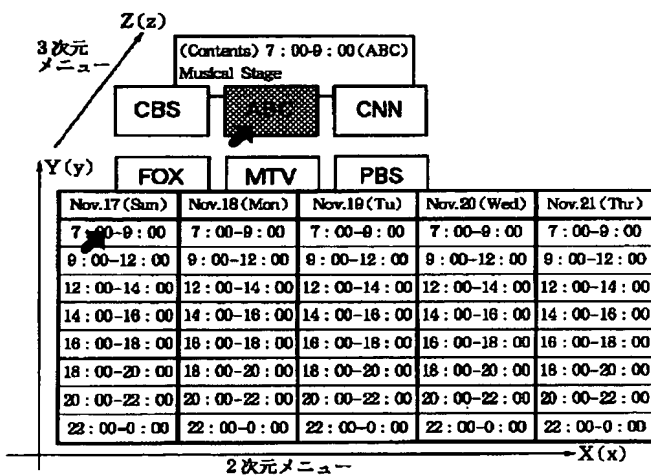 Z(z)
3次元
メニュー
(Contents) 7:00-9:00(ABC)
Musical Stage
CBS ABC CNN
Y(y)
FOX MTV PBS
Nov.17(Sun) Nov.18(Mon) Nov.19(Tu) Nov.20(Wed) Nov.21(Thr)
7:00-9:00 7:00-9:00 7:00-9:00 7:00-9:00 7:00-9:00
9:00-12:00 9:00-12:00 9:00-12:00 9:00-12:00 9:00-12:00
12:00-14:00 12:00-14:00 12:00-14:00 12:00-14:00 12:00-14:00
14:00-16:00 14:00-16:00 14:00-16:00 14:00-16:00 14:00-16:00
16:00-18:00 16:00-18:00 16:00-18:00 16:00-18:00 16:00-18:00
18:00-20:00 18:00-20:00 18:00-20:00 18:00-20:00 18:00-20:00
20:00-22:00 20:00-22:00 20:00-22:00 20:00-22:00 20:00-22:00
22:00-0:00 22:00-0:00 22:00-0:00 22:00-0:00 22:00-0:00
X(x)
2次元メニュー